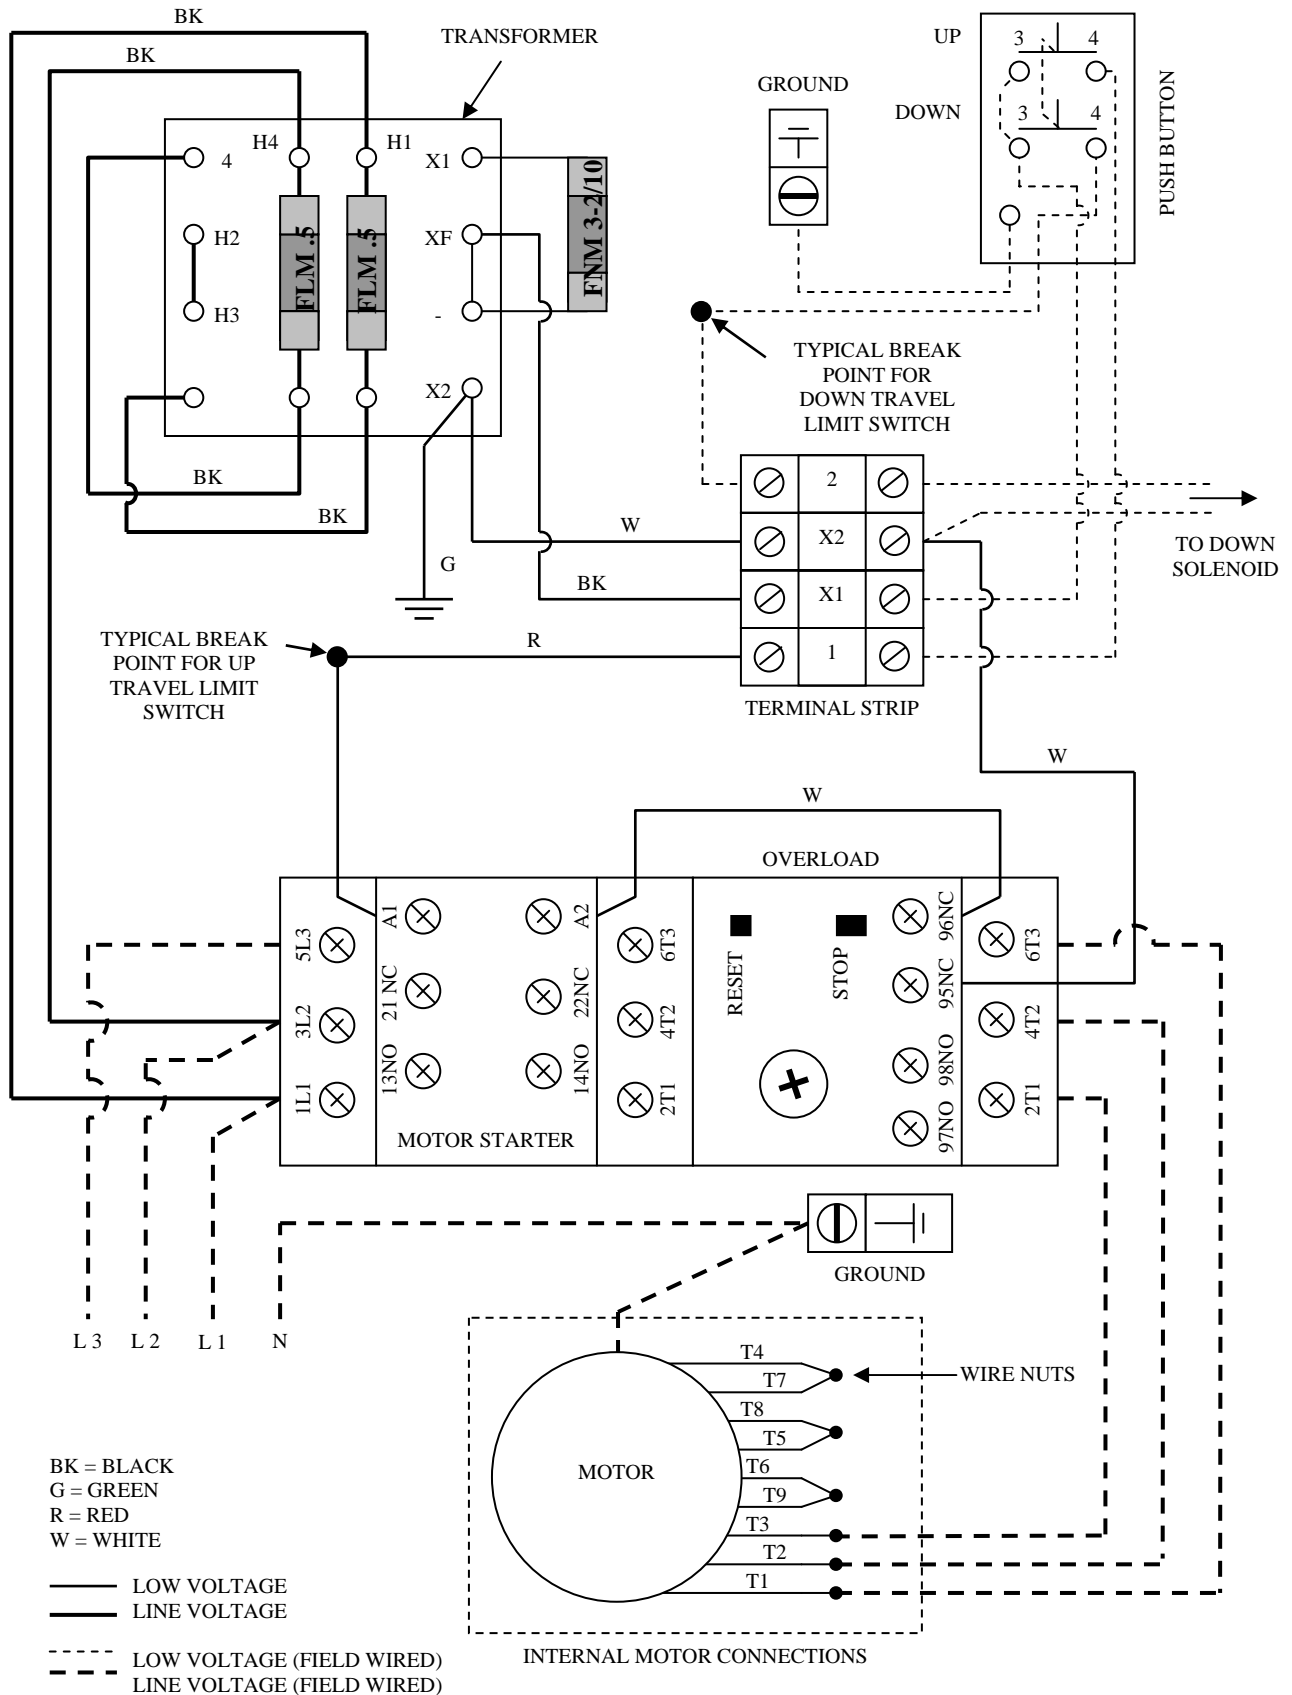 BK
BK
TRANSFORMER
UP
3
4
GROUND
DOWN
3
4
PUSH BUTTON
4
H4
H1
X1
H2
XF
FLM .5
FLM .5
FNM 3-2/10
H3
-
X2
TYPICAL BREAK
POINT FOR
DOWN TRAVEL
LIMIT SWITCH
BK
BK
2
W
X2
TO DOWN
SOLENOID
G
BK
X1
TYPICAL BREAK
POINT FOR UP
TRAVEL LIMIT
SWITCH
R
1
TERMINAL STRIP
W
W
OVERLOAD
5L3
3L2
1L1
A1
21 NC
13NO
A2
22NC
14NO
6T3
4T2
2T1
RESET
STOP
96NC
95NC
98NO
97NO
6T3
4T2
2T1
MOTOR STARTER
GROUND
L 3
L 2
L 1
N
T4
T7
WIRE NUTS
T8
T5
MOTOR
T6
T9
T3
T2
T1
INTERNAL MOTOR CONNECTIONS
BK = BLACK
G = GREEN
R = RED
W = WHITE
LOW VOLTAGE
LINE VOLTAGE
LOW VOLTAGE (FIELD WIRED)
LINE VOLTAGE (FIELD WIRED)